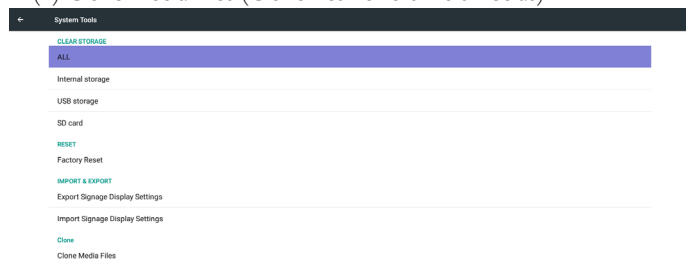 ← System Tools
CLEAR STORAGE
ALL
Internal storage
USB storage
SD card
RESET
Factory Reset
IMPORT & EXPORT
Export Signage Display Settings
Import Signage Display Settings
Clone
Clone Media Files